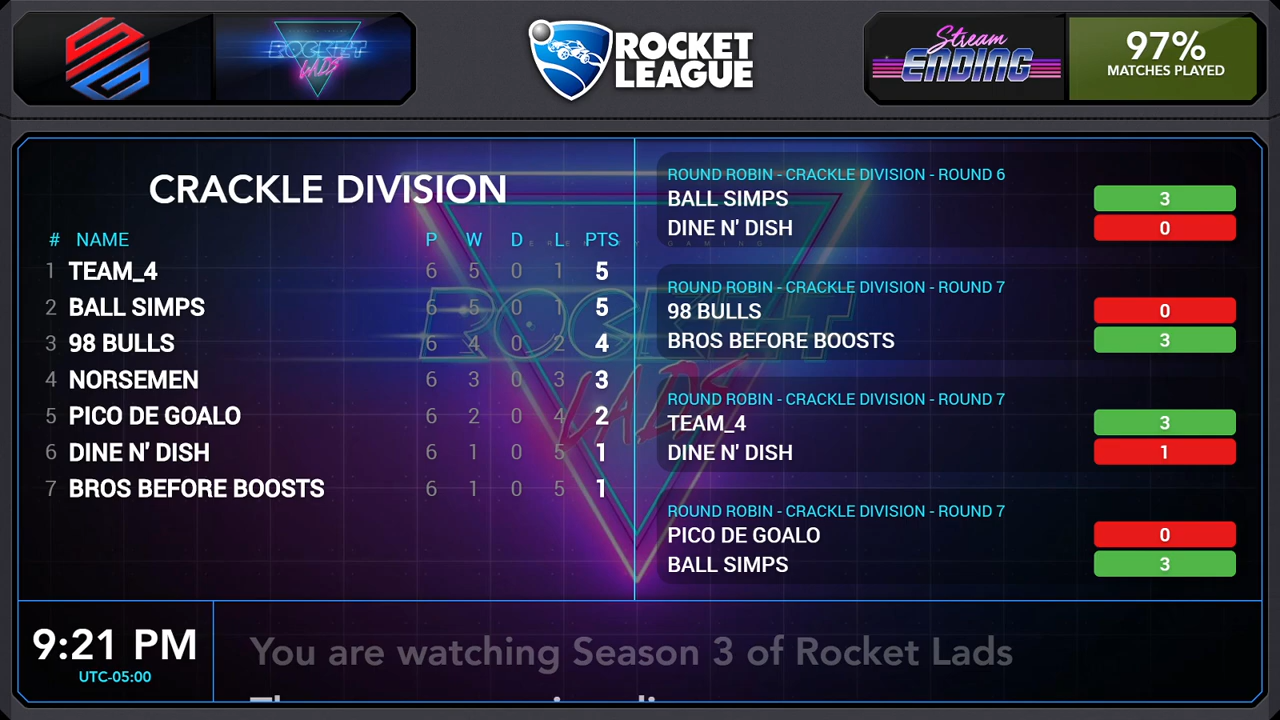 ROCKET
LADS
ROCKET
LEAGUE
Stream
ENDING
97%
MATCHES PLAYED
CRACKLE DIVISION
# NAME P W D L PTS
1 TEAM_4 6 5 0 1 5
2 BALL SIMPS 6 5 0 1 5
3 98 BULLS 6 4 0 2 4
4 NORSEMEN 6 3 0 3 3
5 PICO DE GOALO 6 2 0 4 2
6 DINE N' DISH 6 1 0 5 1
7 BROS BEFORE BOOSTS 6 1 0 5 1
ROCKET
LADS
ROUND ROBIN - CRACKLE DIVISION - ROUND 6
BALL SIMPS 3
DINE N' DISH 0
ROUND ROBIN - CRACKLE DIVISION - ROUND 7
98 BULLS 0
BROS BEFORE BOOSTS 3
ROUND ROBIN - CRACKLE DIVISION - ROUND 7
TEAM_4 3
DINE N' DISH 1
ROUND ROBIN - CRACKLE DIVISION - ROUND 7
PICO DE GOALO 0
BALL SIMPS 3
9:21 PM
UTC-05:00
You are watching Season 3 of Rocket Lads